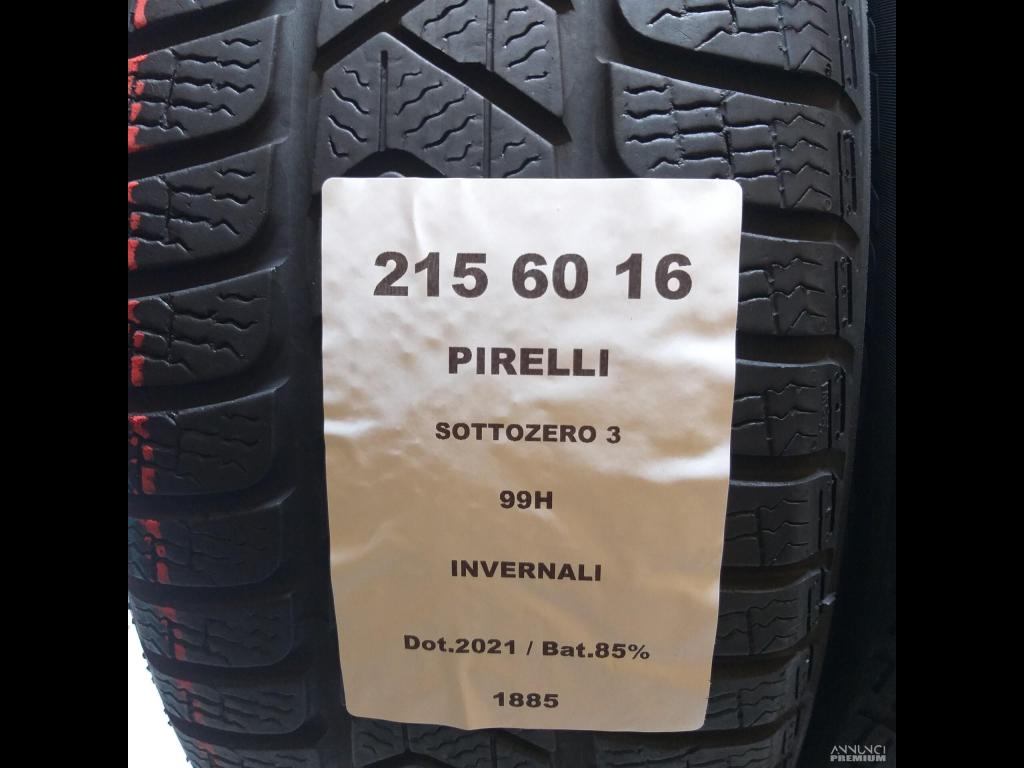 215 60 16
PIRELLI
SOTTOZERO 3
99H
INVERNALI
Dot.2021 / Bat.85%
1885
ANNUNCI
PREMIUM